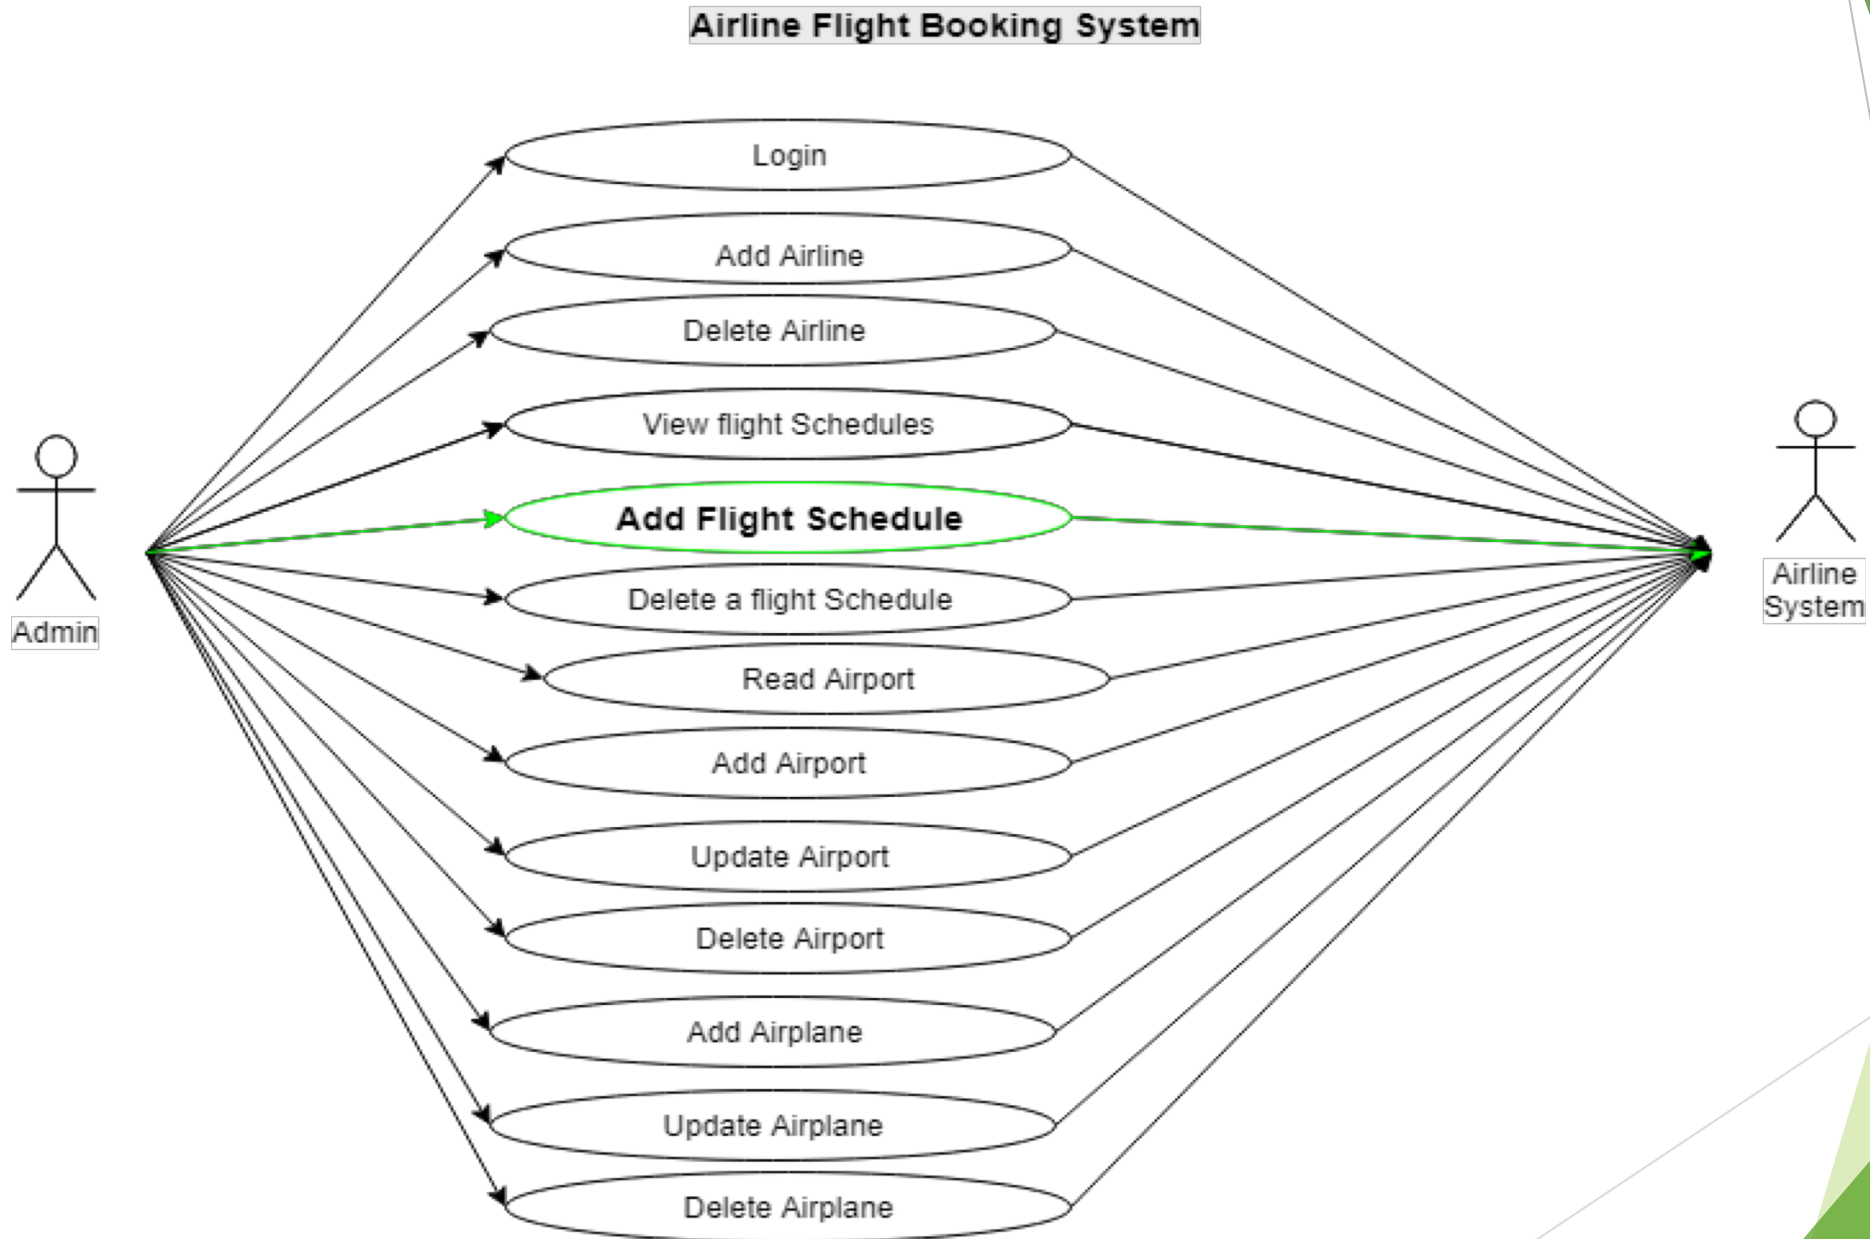 Airline Flight Booking System
Login
Add Airline
Delete Airline
View flight Schedules
Add Flight Schedule
Delete a flight Schedule
Read Airport
Add Airport
Update Airport
Delete Airport
Add Airplane
Update Airplane
Delete Airplane
Admin
Airline
System